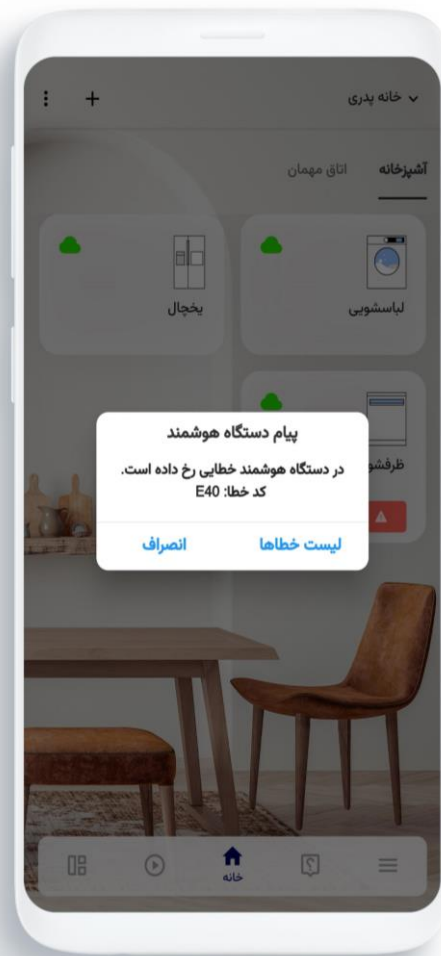 خانه پدری
آشپزخانه
اتاق مهمان
لباسشویی
یخچال
پیام دستگاه هوشمند
در دستگاه هوشمند خطایی رخ داده است.
کد خطا: E40
لیست خطاها
انصراف
خانه